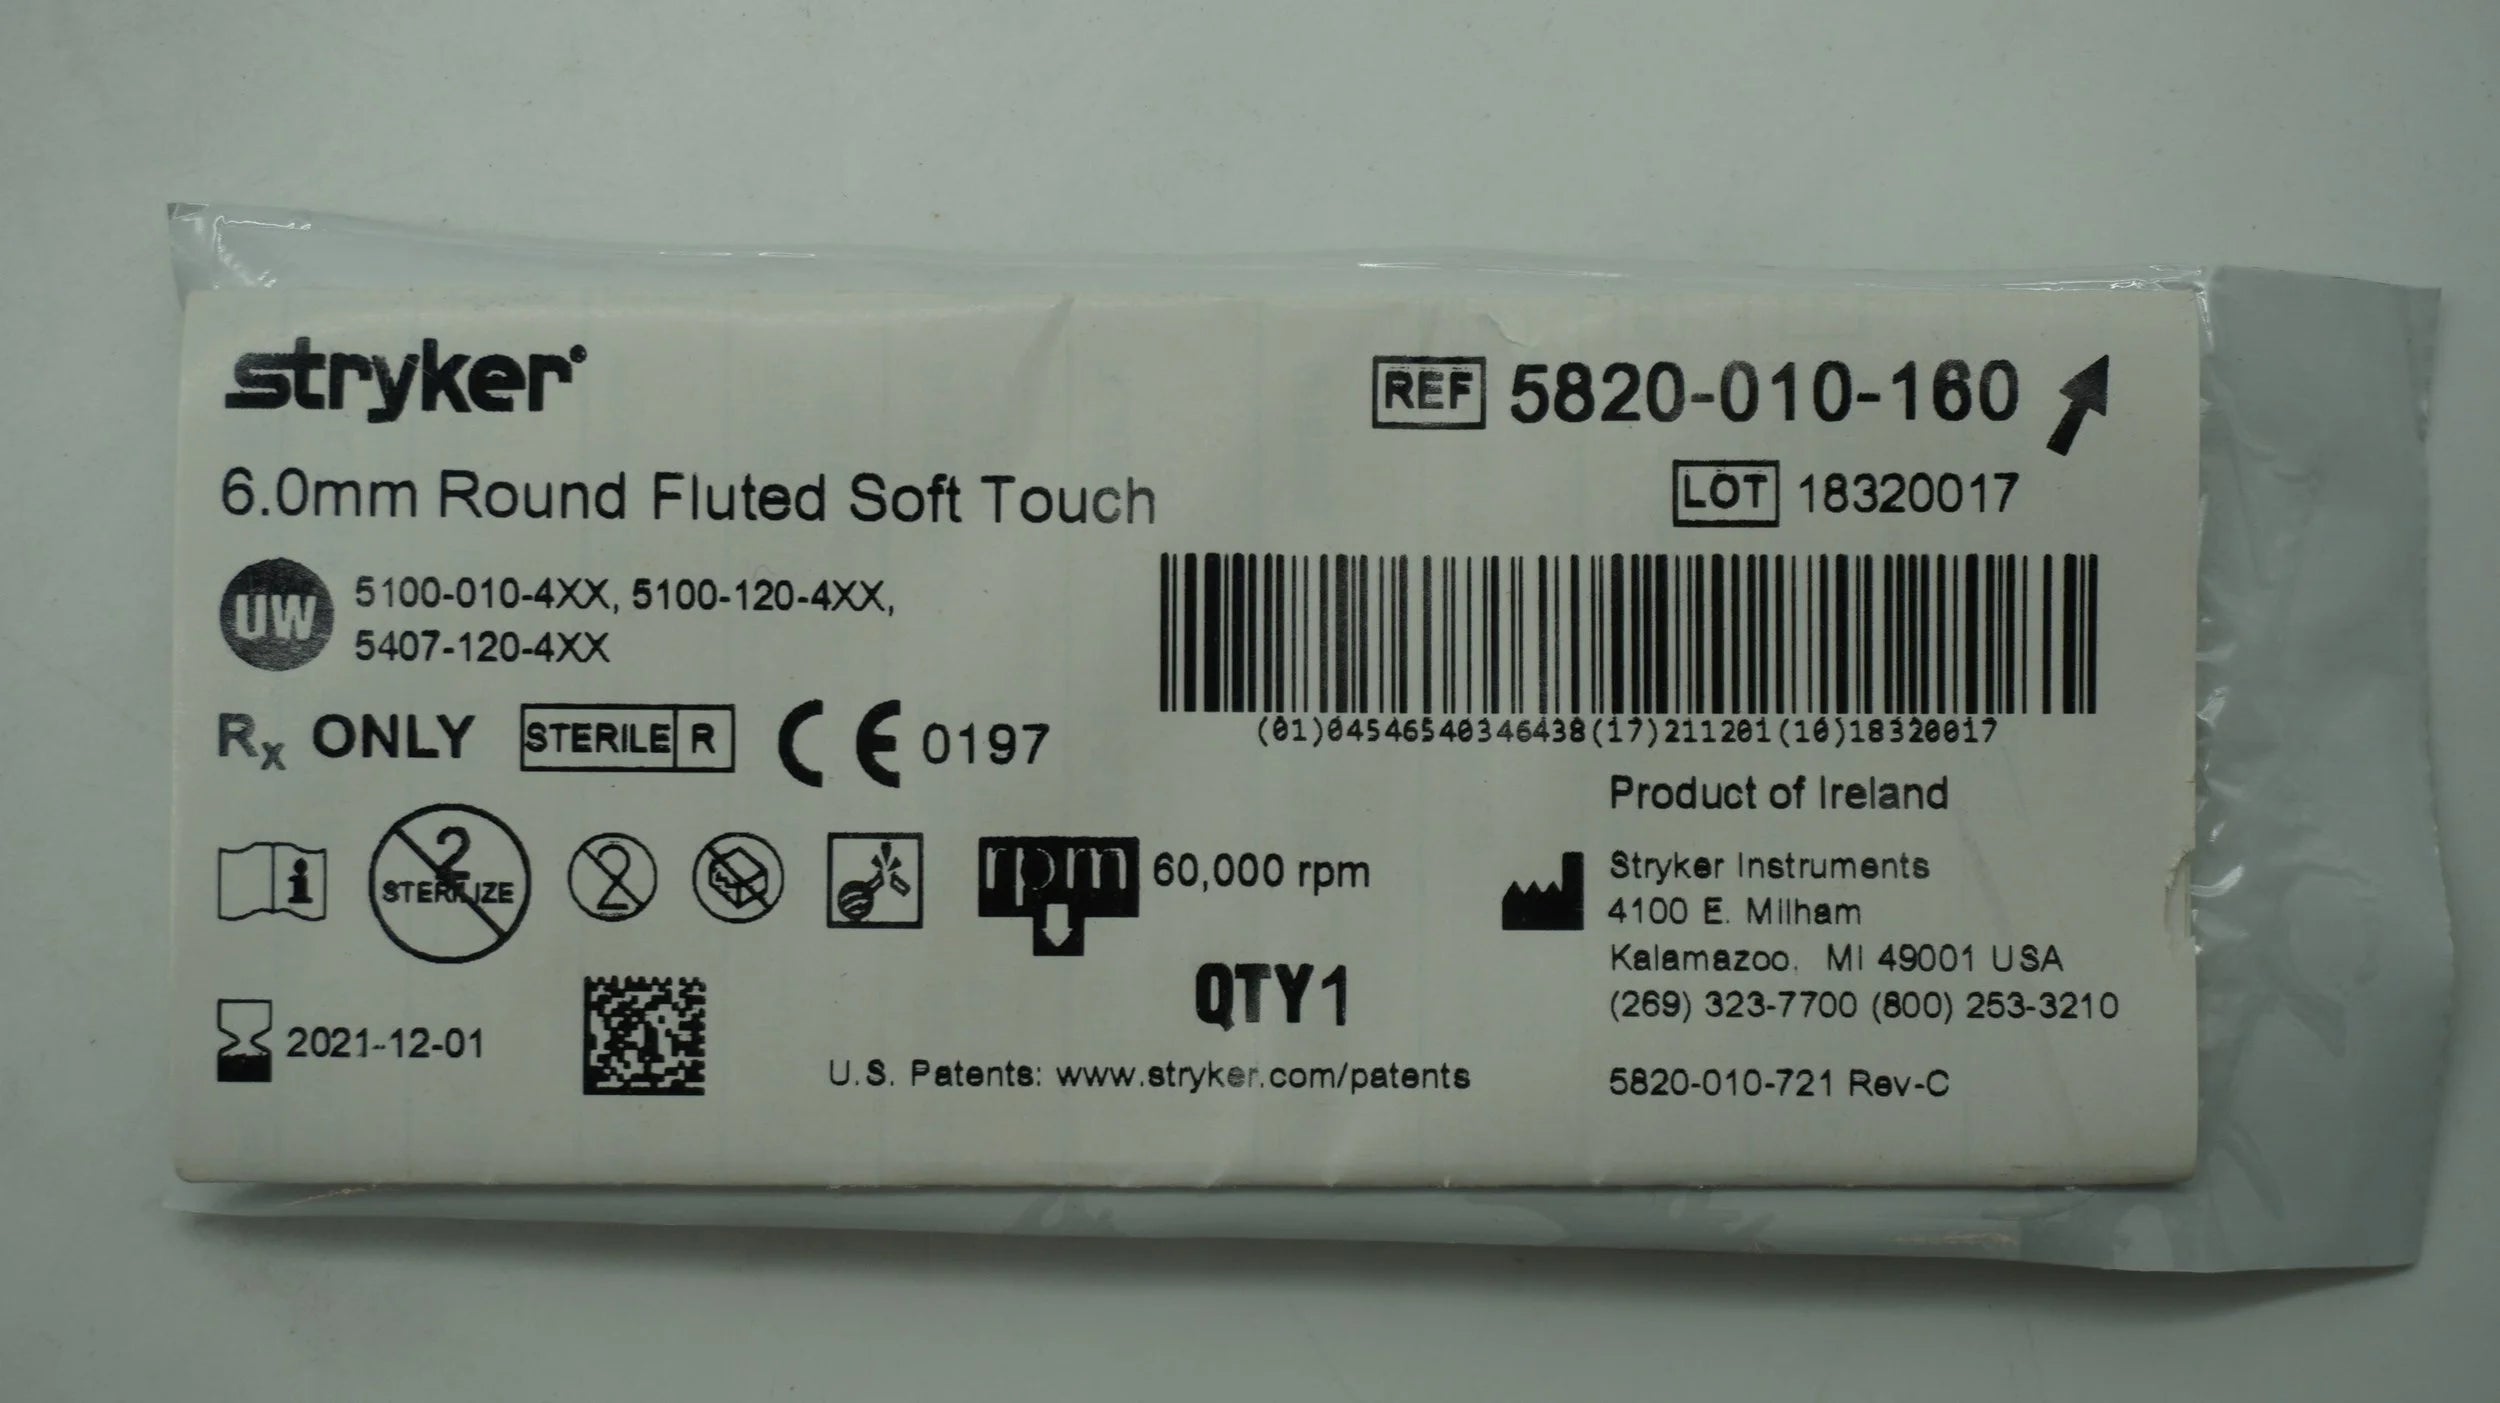 stryker
REF 5820-010-160
6.0mm Round Fluted Soft Touch
LOT 18320017
UW 5100-010-4XX, 5100-120-4XX,
5407-120-4XX
(01)04546540346438(17)211201(10)18320017
Rx ONLY STERILE R CE 0197
Product of Ireland
2 STERILIZE
2
rpm 60,000 rpm
Stryker Instruments
4100 E. Milham
Kalamazoo, MI 49001 USA
(269) 323-7700 (800) 253-3210
QTY1
2021-12-01
U.S. Patents: www.stryker.com/patents
5820-010-721 Rev-C